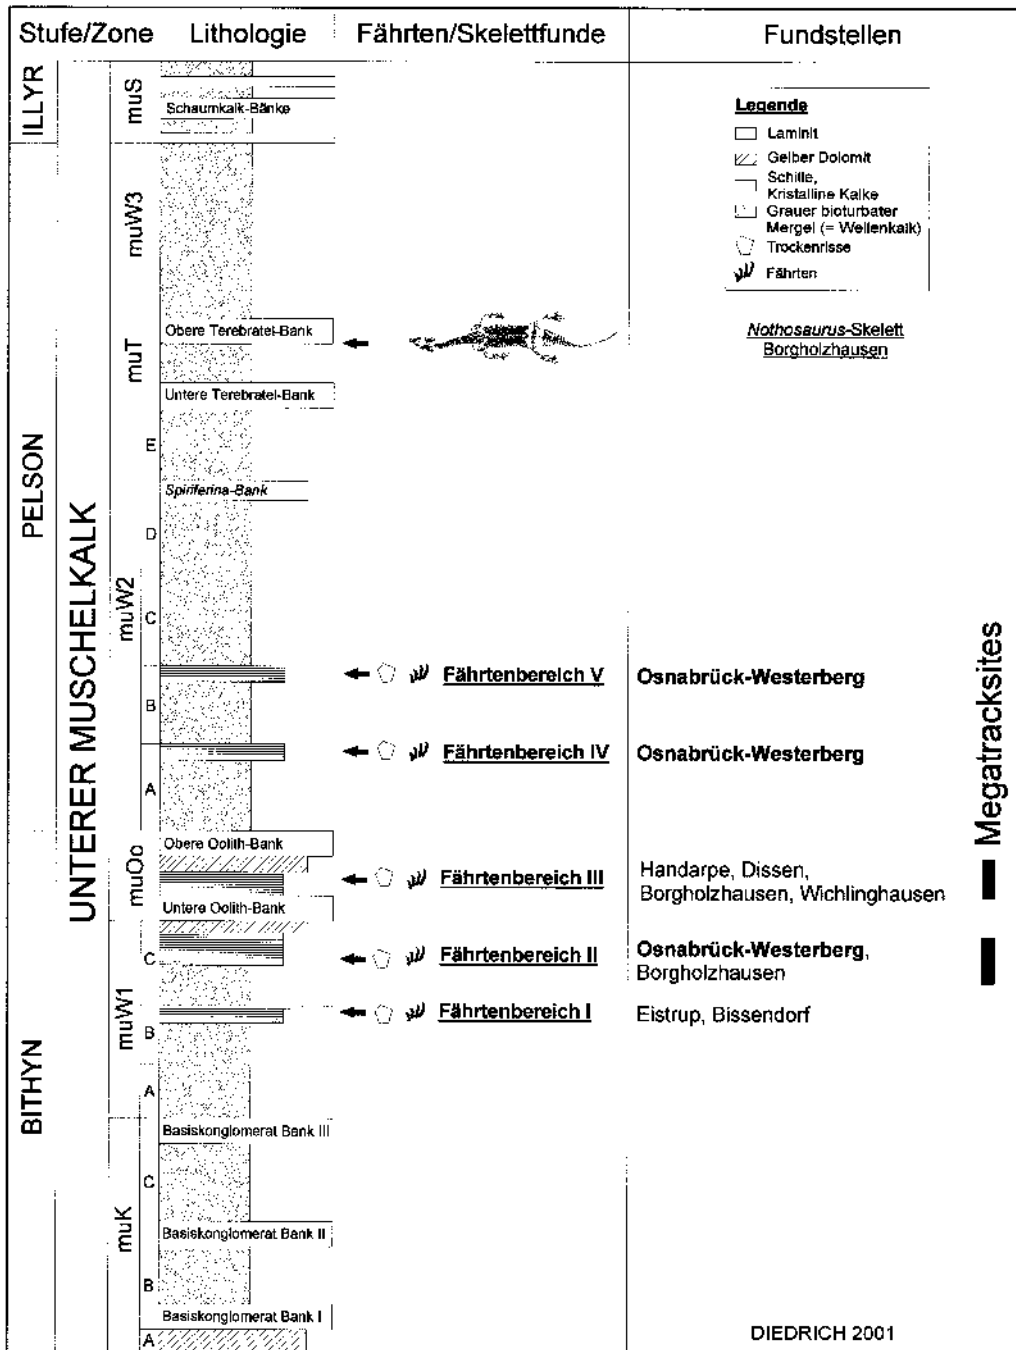 Stufe/Zone Lithologie Fährten/Skelettfunde Fundstellen
ILLYR
PELSON
BITHYN
UNTERER MUSCHELKALK
muS
muW3
muT
muW2
muOo
muW1
muK
E
D
C
B
A
C
B
A
C
B
A
Schaumkalk-Bänke
Obere Terebratel-Bank
Untere Terebratel-Bank
Spiriferina-Bank
Obere Oolith-Bank
Untere Oolith-Bank
Basiskonglomerat Bank III
Basiskonglomerat Bank II
Basiskonglomerat Bank I
Legende
Laminit
Gelber Dolomit
Schille,
Kristalline Kalke
Grauer bioturbater
Mergel (= Wellenkalk)
Trockenrisse
Fährten
Nothosaurus-Skelett
Borgholzhausen
Fährtenbereich V Osnabrück-Westerberg
Fährtenbereich IV Osnabrück-Westerberg
Fährtenbereich III Handarpe, Dissen,
Borgholzhausen, Wichlinghausen
Fährtenbereich II Osnabrück-Westerberg,
Borgholzhausen
Fährtenbereich I Eistrup, Bissendorf
Megatracksites
DIEDRICH 2001